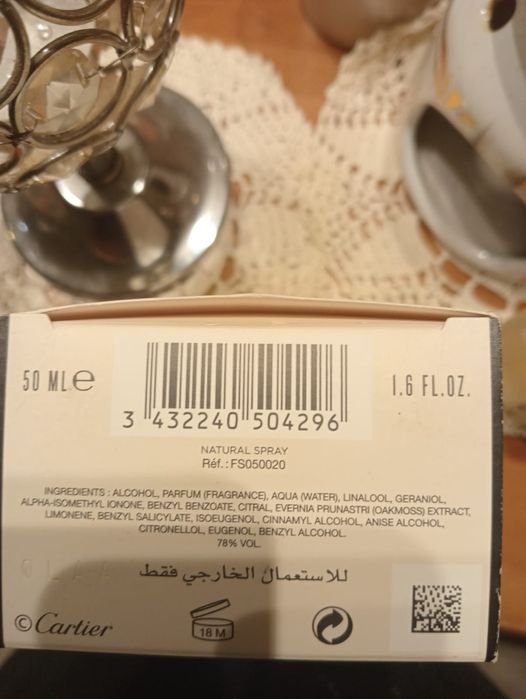 50 ML e
1.6 FL.OZ.
3 432240 504296
NATURAL SPRAY
Réf. : FS050020
INGREDIENTS : ALCOHOL, PARFUM (FRAGRANCE), AQUA (WATER), LINALOOL, GERANIOL,
ALPHA-ISOMETHYL IONONE, BENZYL BENZOATE, CITRAL, EVERNIA PRUNASTRI (OAKMOSS) EXTRACT,
LIMONENE, BENZYL SALICYLATE, ISOEUGENOL, CINNAMYL ALCOHOL, ANISE ALCOHOL,
CITRONELLOL, EUGENOL, BENZYL ALCOHOL.
78% VOL.
للاستعمال الخارجي فقط
© Cartier
18 M